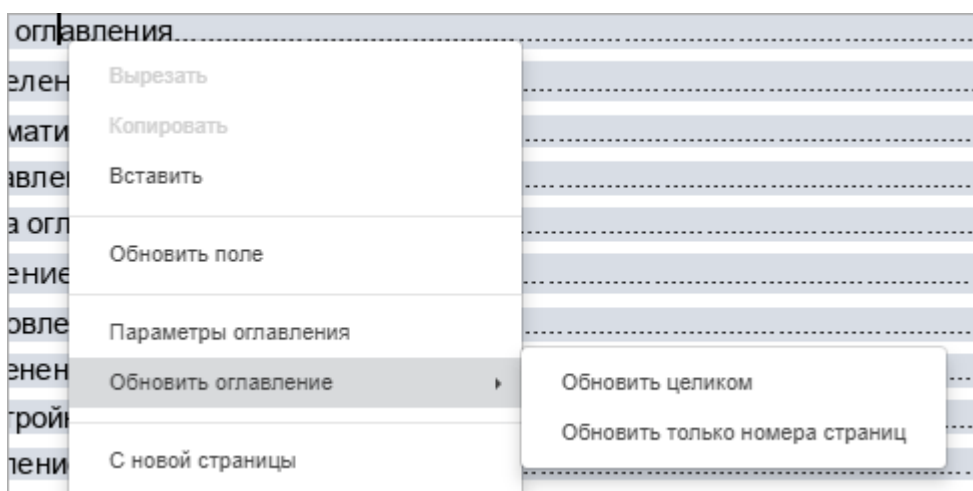 оглавления
Вырезать
Копировать
Вставить
Обновить поле
Параметры оглавления
Обновить оглавление
Обновить целиком
Обновить только номера страниц
С новой страницы